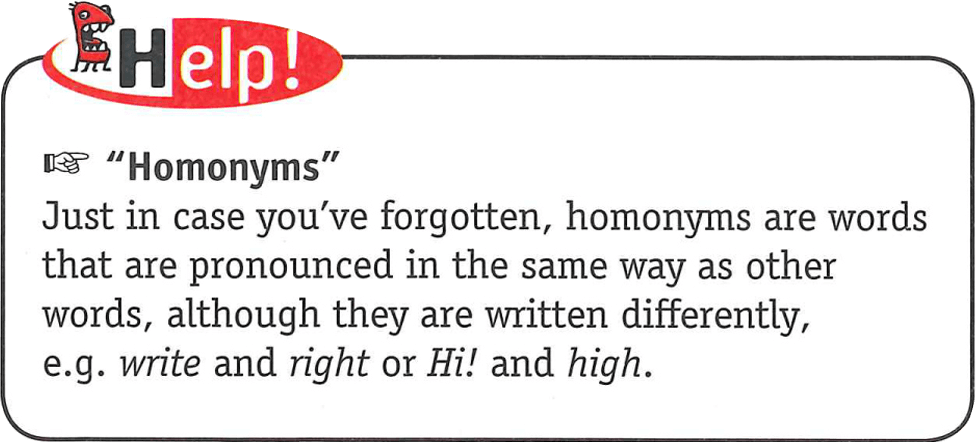 Help!
☞ “Homonyms”
Just in case you’ve forgotten, homonyms are words
that are pronounced in the same way as other
words, although they are written differently,
e.g. write and right or Hi! and high.